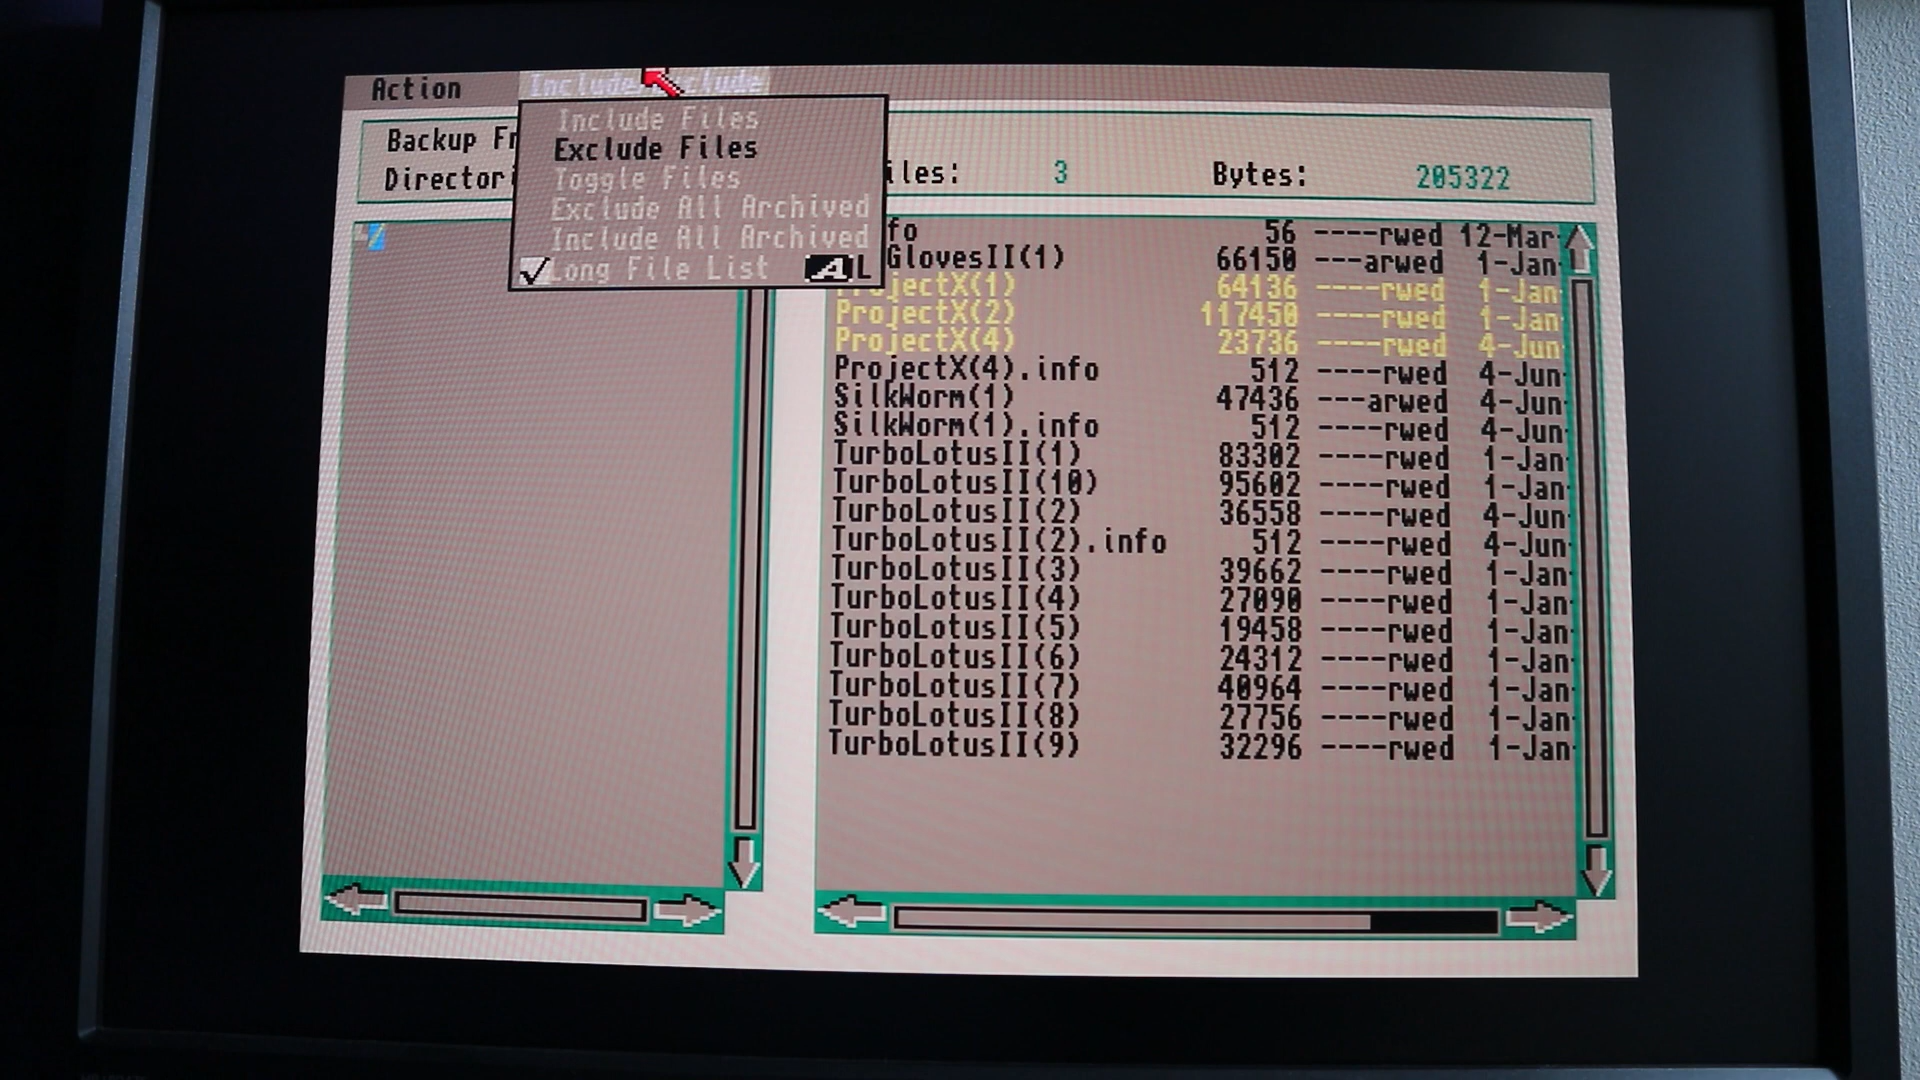 Action Include/Exclude
Include Files
Exclude Files
Toggle Files
Exclude All Archived
Include All Archived
Long File List A L
Backup Fr
Directori iles: 3 Bytes: 205322
fo 56 ----rwed 12-Mar-
GlovesII(1) 66150 ---arwed 1-Jan-
ProjectX(1) 64136 ----rwed 1-Jan-
ProjectX(2) 117450 ----rwed 1-Jan-
ProjectX(4) 23736 ----rwed 4-Jun-
ProjectX(4).info 512 ----rwed 4-Jun-
SilkWorm(1) 47436 ---arwed 4-Jun-
SilkWorm(1).info 512 ----rwed 4-Jun-
TurboLotusII(1) 83302 ----rwed 1-Jan-
TurboLotusII(10) 95602 ----rwed 1-Jan-
TurboLotusII(2) 36558 ----rwed 4-Jun-
TurboLotusII(2).info 512 ----rwed 4-Jun-
TurboLotusII(3) 39662 ----rwed 1-Jan-
TurboLotusII(4) 27090 ----rwed 1-Jan-
TurboLotusII(5) 19458 ----rwed 1-Jan-
TurboLotusII(6) 24312 ----rwed 1-Jan-
TurboLotusII(7) 40964 ----rwed 1-Jan-
TurboLotusII(8) 27756 ----rwed 1-Jan-
TurboLotusII(9) 32296 ----rwed 1-Jan-